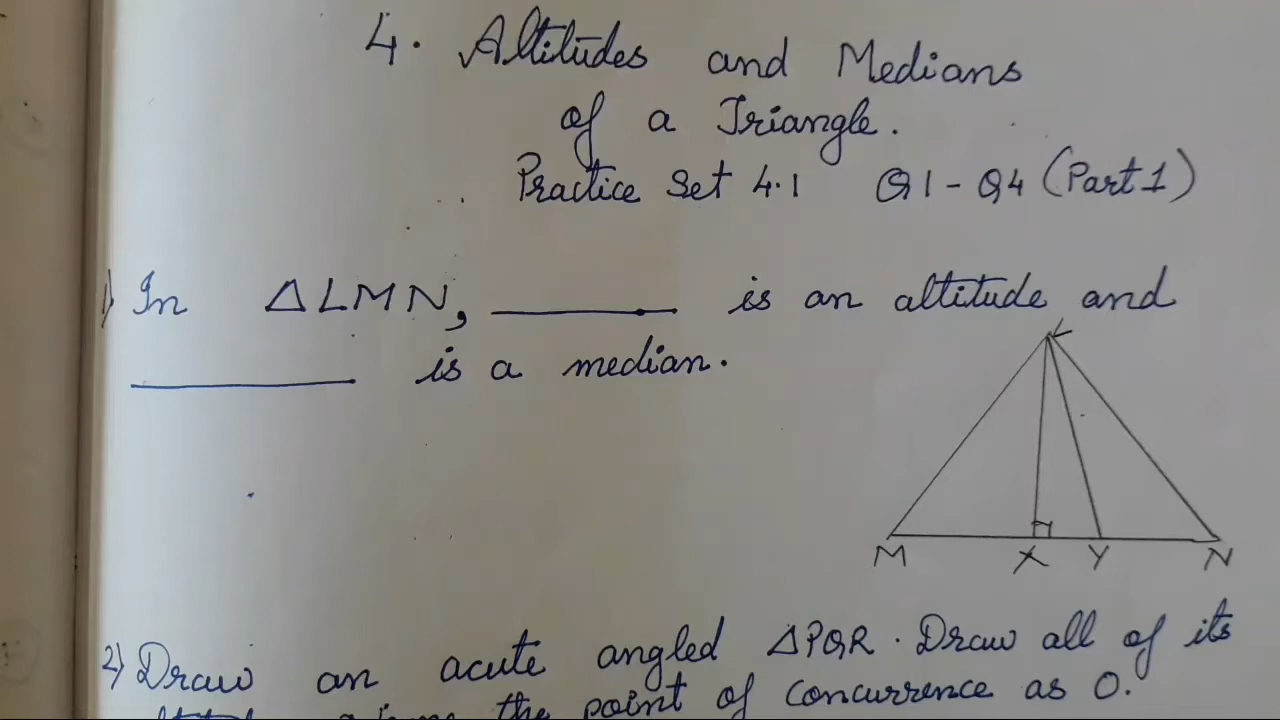 4. Altitudes and Medians
of a Triangle.
Practice Set 4.1 Q1 - Q4 (Part 1)
1) In △LMN, ________ is an altitude and
________ is a median.
L
M X Y N
2) Draw an acute angled △PQR. Draw all of its
the point of concurrence as O.